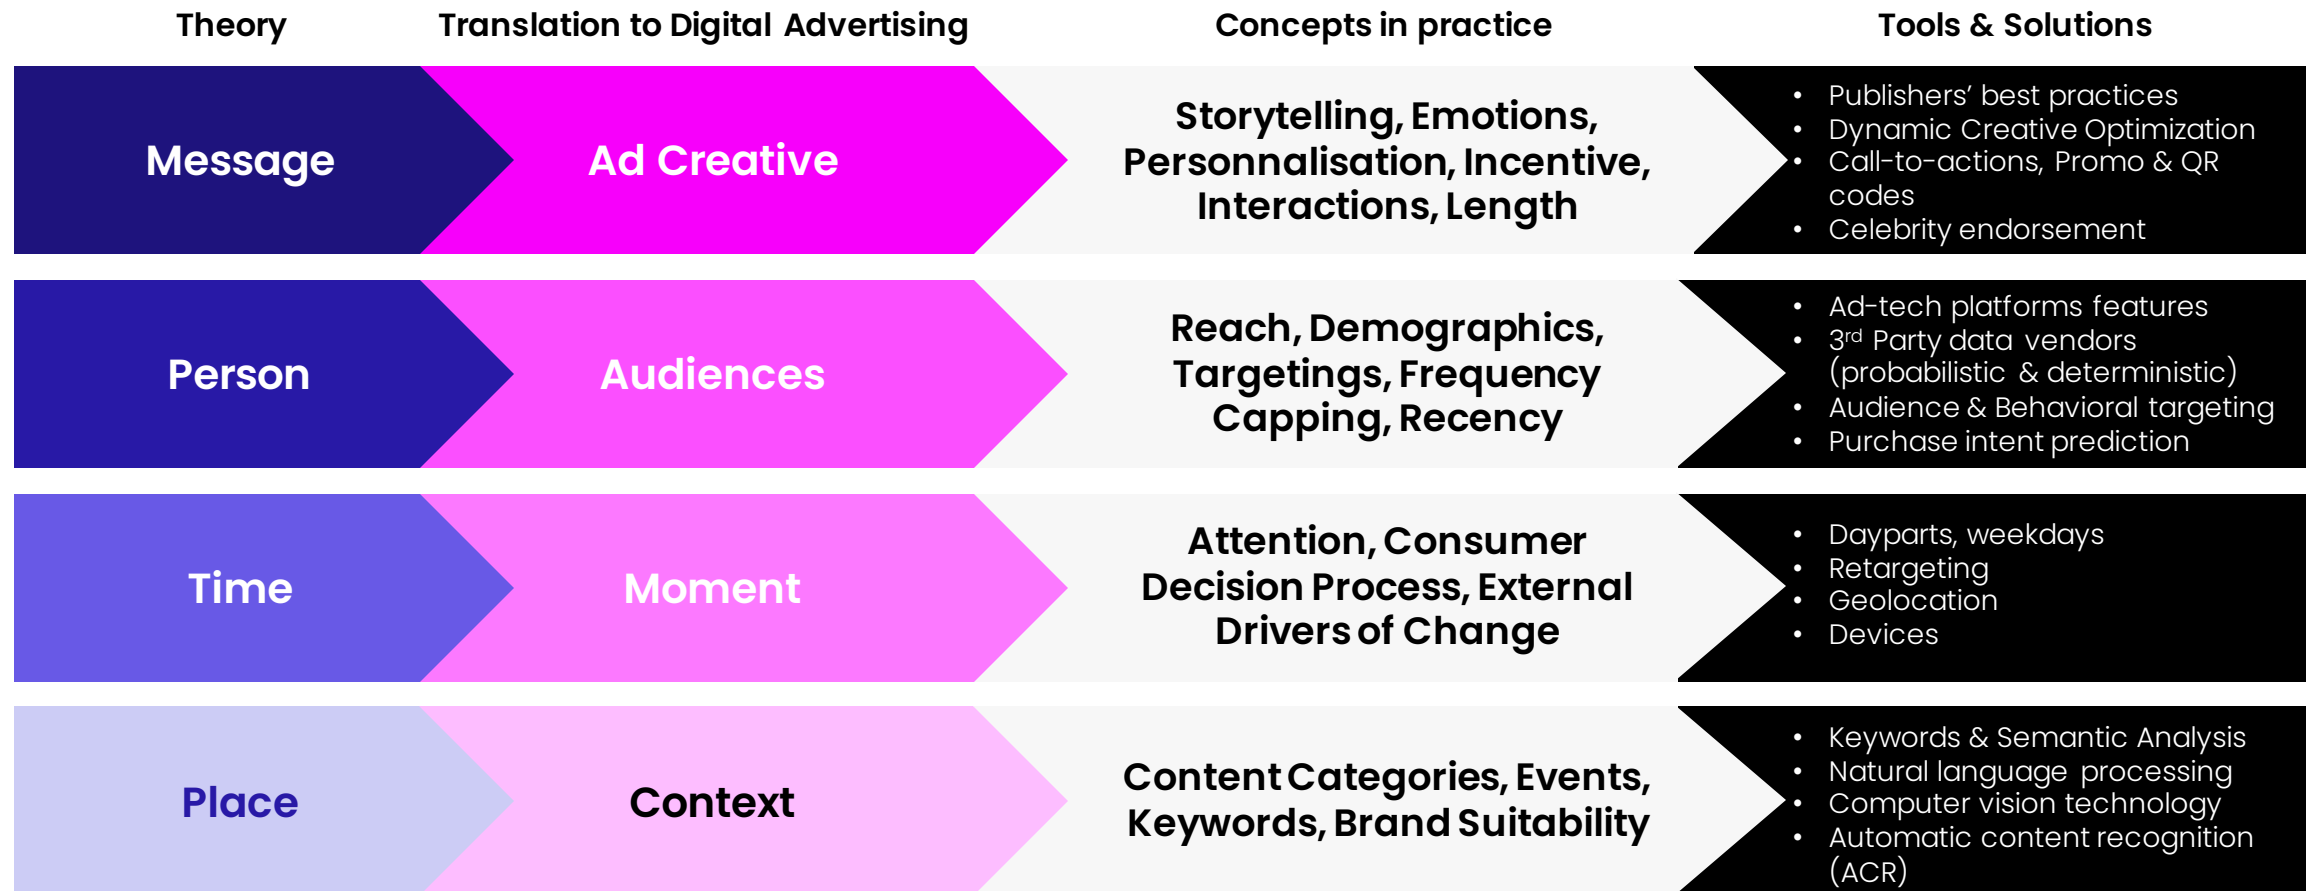 Theory
Translation to Digital Advertising
Concepts in practice
Tools & Solutions
Message
Ad Creative
Storytelling, Emotions,
Personnalisation, Incentive,
Interactions, Length
• Publishers’ best practices
• Dynamic Creative Optimization
• Call-to-actions, Promo & QR
codes
• Celebrity endorsement
Person
Audiences
Reach, Demographics,
Targetings, Frequency
Capping, Recency
• Ad-tech platforms features
• 3rd Party data vendors
(probabilistic & deterministic)
• Audience & Behavioral targeting
• Purchase intent prediction
Time
Moment
Attention, Consumer
Decision Process, External
Drivers of Change
• Dayparts, weekdays
• Retargeting
• Geolocation
• Devices
Place
Context
Content Categories, Events,
Keywords, Brand Suitability
• Keywords & Semantic Analysis
• Natural language processing
• Computer vision technology
• Automatic content recognition
(ACR)